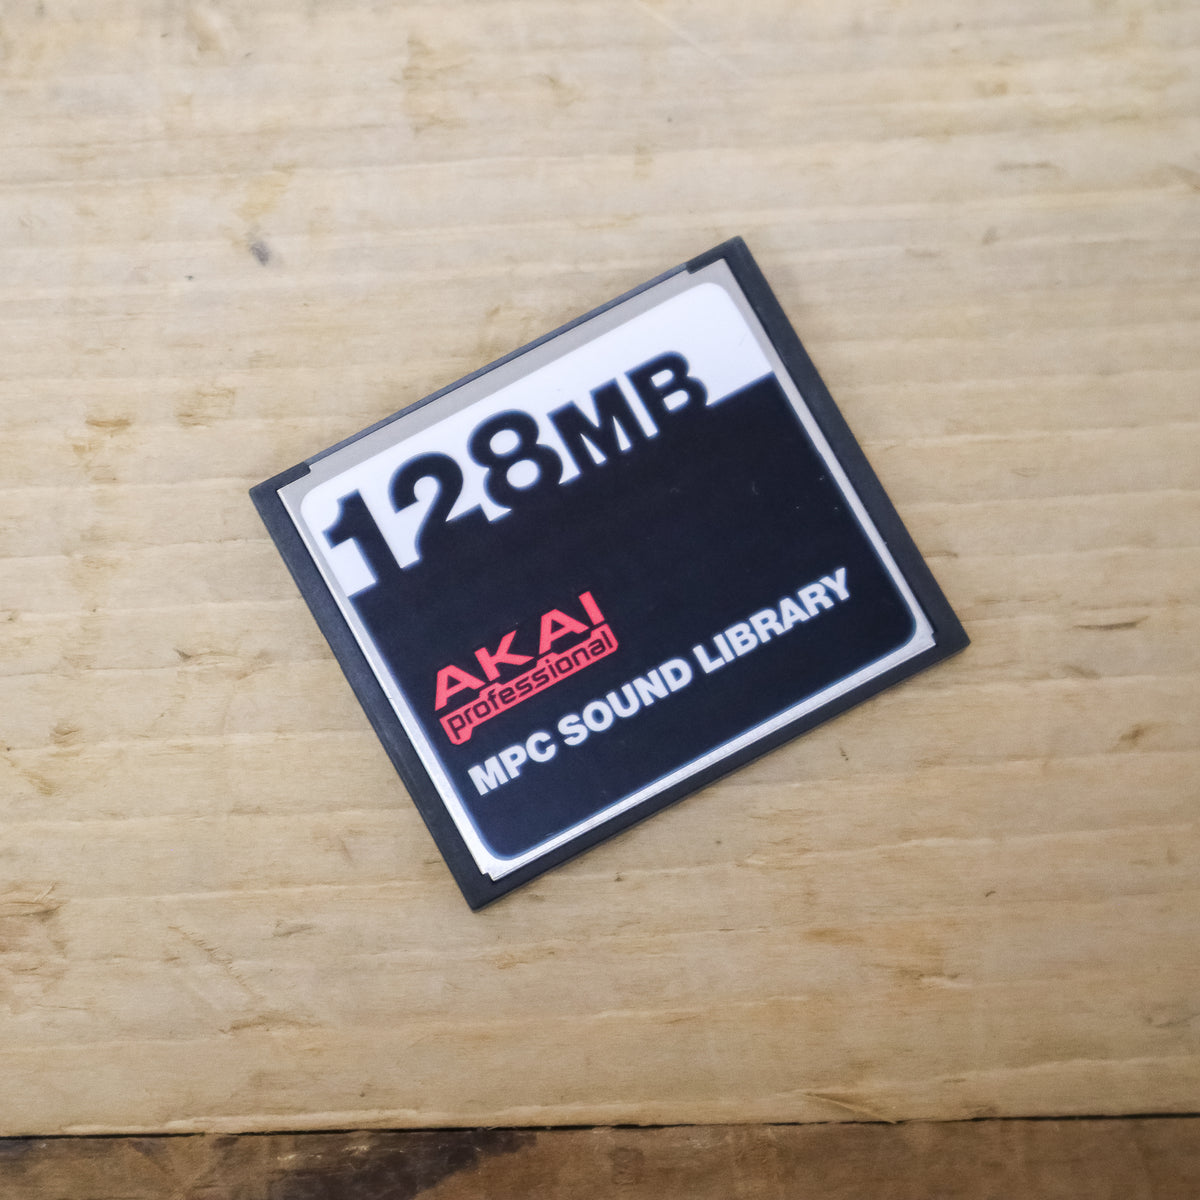 128MB
AKAI
professional
MPC SOUND LIBRARY